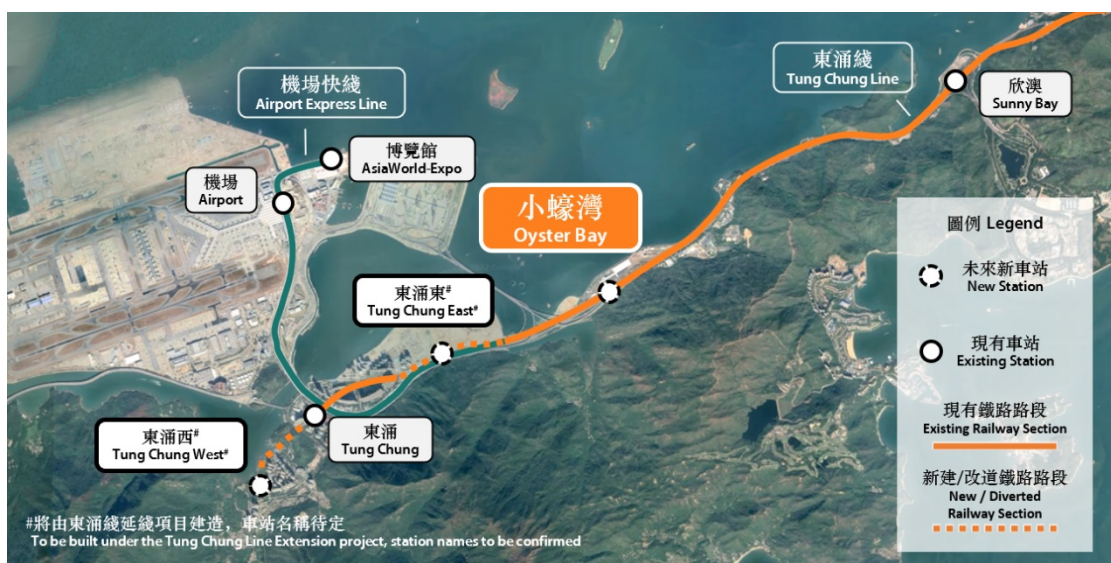 機場快綫
Airport Express Line
東涌綫
Tung Chung Line
欣澳
Sunny Bay
博覽館
AsiaWorld-Expo
機場
Airport
小蠔灣
Oyster Bay
東涌東#
Tung Chung East#
東涌西#
Tung Chung West#
東涌
Tung Chung
圖例 Legend
未來新車站
New Station
現有車站
Existing Station
現有鐵路路段
Existing Railway Section
新建/改道鐵路路段
New / Diverted
Railway Section
#將由東涌綫延綫項目建造，車站名稱待定
To be built under the Tung Chung Line Extension project, station names to be confirmed